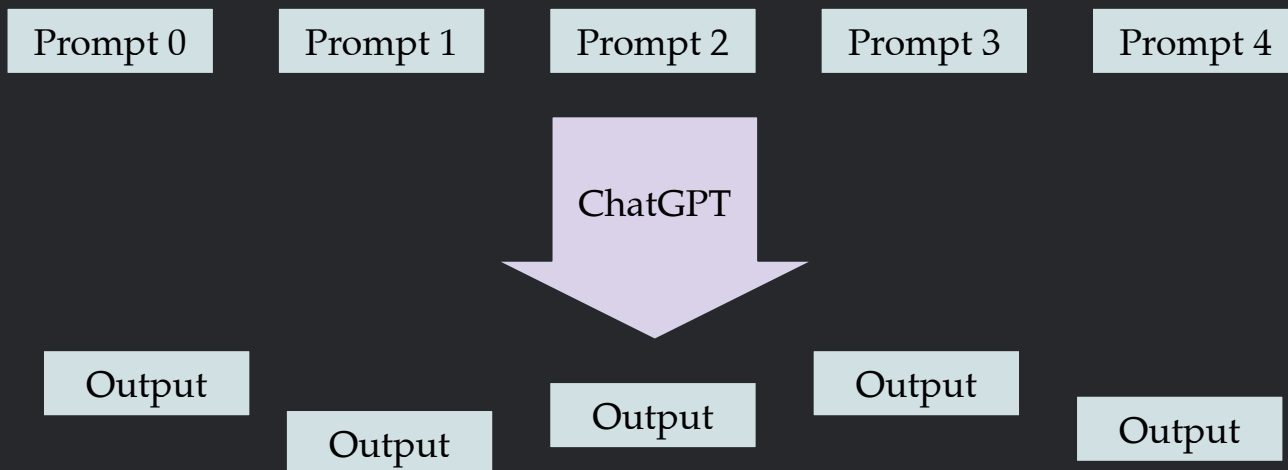 Prompt 0
Prompt 1
Prompt 2
Prompt 3
Prompt 4
ChatGPT
Output
Output
Output
Output
Output